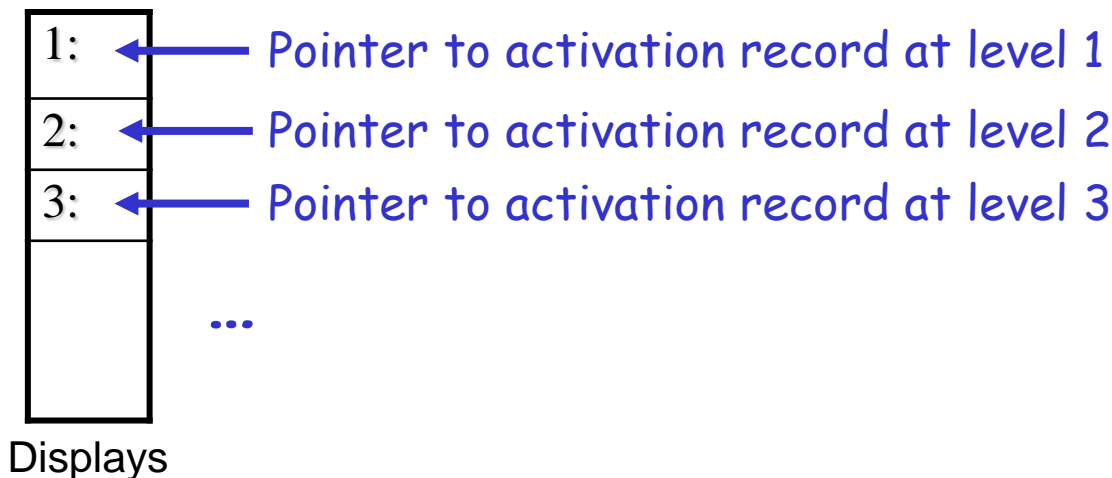 1: Pointer to activation record at level 1
2: Pointer to activation record at level 2
3: Pointer to activation record at level 3
...
Displays